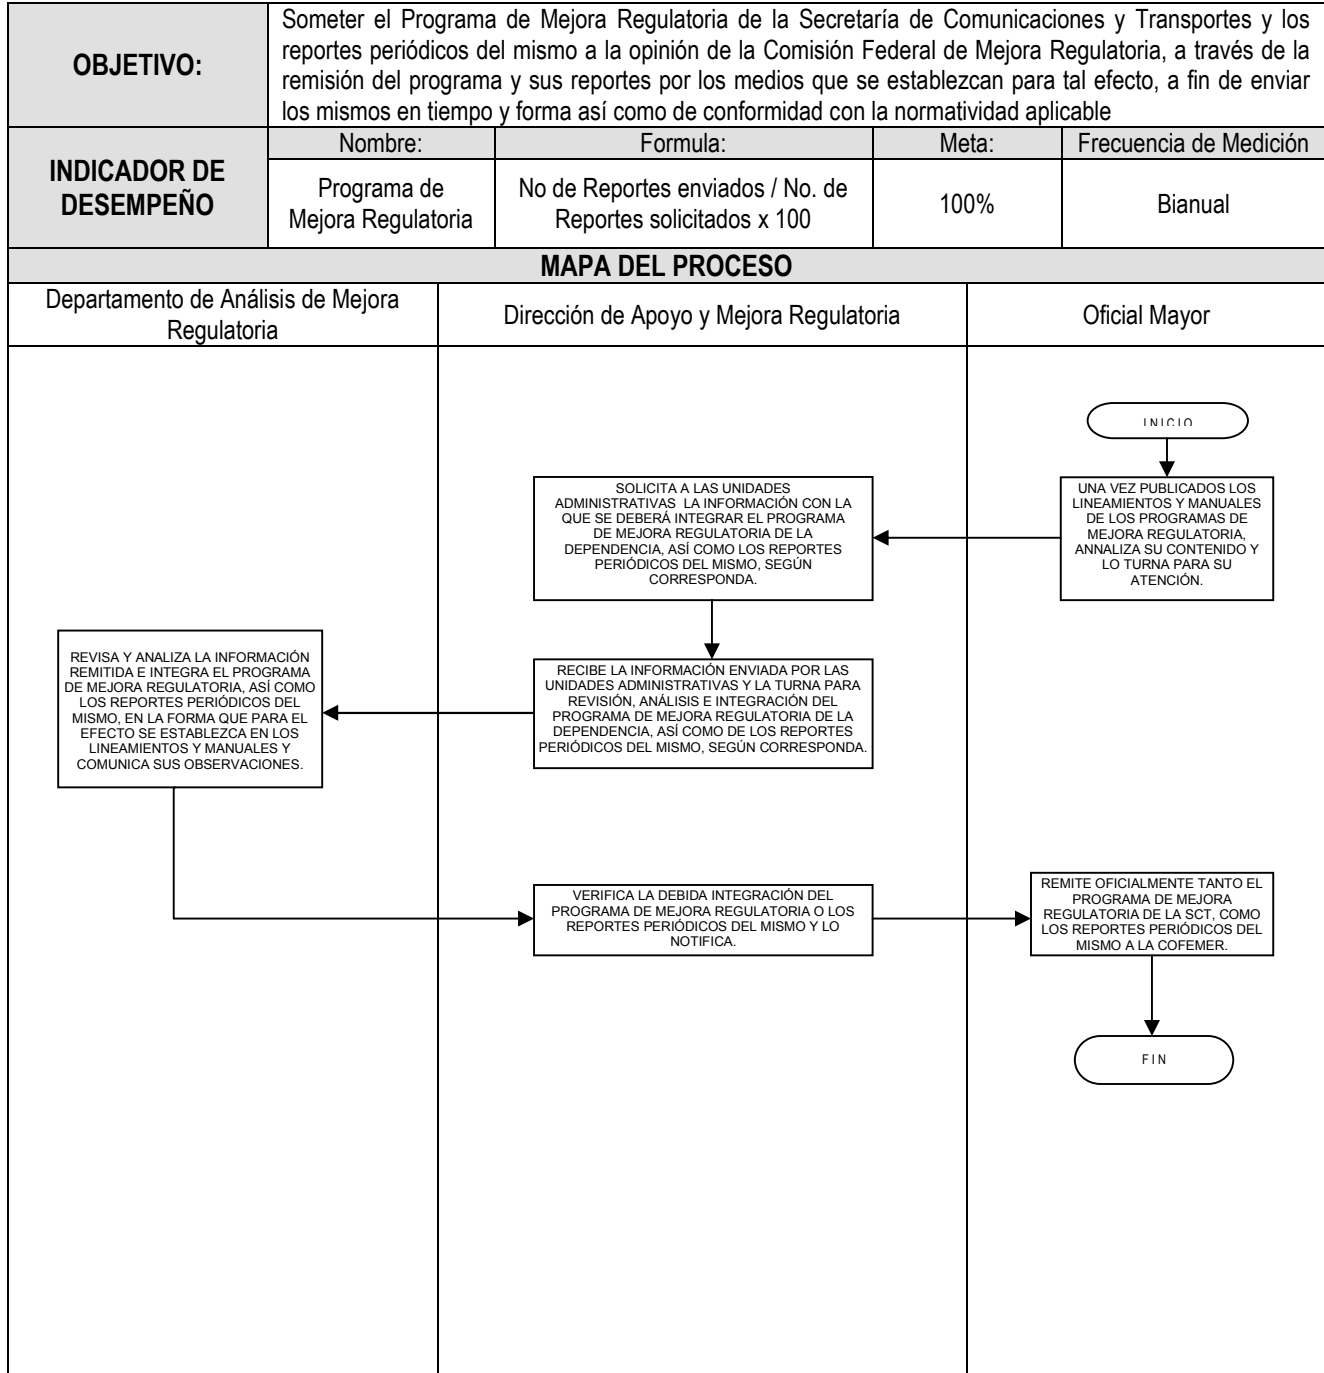 OBJETIVO:
Someter el Programa de Mejora Regulatoria de la Secretaría de Comunicaciones y Transportes y los
reportes periódicos del mismo a la opinión de la Comisión Federal de Mejora Regulatoria, a través de la
remisión del programa y sus reportes por los medios que se establezcan para tal efecto, a fin de enviar
los mismos en tiempo y forma así como de conformidad con la normatividad aplicable
INDICADOR DE
DESEMPEÑO
Nombre:
Formula:
Meta:
Frecuencia de Medición
Programa de
Mejora Regulatoria
No de Reportes enviados / No. de
Reportes solicitados x 100
100%
Bianual
MAPA DEL PROCESO
Departamento de Análisis de Mejora
Regulatoria
Dirección de Apoyo y Mejora Regulatoria
Oficial Mayor
INICIO
UNA VEZ PUBLICADOS LOS
LINEAMIENTOS Y MANUALES
DE LOS PROGRAMAS DE
MEJORA REGULATORIA,
ANNALIZA SU CONTENIDO Y
LO TURNA PARA SU
ATENCIÓN.
SOLICITA A LAS UNIDADES
ADMINISTRATIVAS LA INFORMACIÓN CON LA
QUE SE DEBERÁ INTEGRAR EL PROGRAMA
DE MEJORA REGULATORIA DE LA
DEPENDENCIA, ASÍ COMO LOS REPORTES
PERIÓDICOS DEL MISMO, SEGÚN
CORRESPONDA.
RECIBE LA INFORMACIÓN ENVIADA POR LAS
UNIDADES ADMINISTRATIVAS Y LA TURNA PARA
REVISIÓN, ANÁLISIS E INTEGRACIÓN DEL
PROGRAMA DE MEJORA REGULATORIA DE LA
DEPENDENCIA, ASÍ COMO DE LOS REPORTES
PERIÓDICOS DEL MISMO, SEGÚN CORRESPONDA.
REVISA Y ANALIZA LA INFORMACIÓN
REMITIDA E INTEGRA EL PROGRAMA
DE MEJORA REGULATORIA, ASÍ COMO
LOS REPORTES PERIÓDICOS DEL
MISMO, EN LA FORMA QUE PARA EL
EFECTO SE ESTABLEZCA EN LOS
LINEAMIENTOS Y MANUALES Y
COMUNICA SUS OBSERVACIONES.
VERIFICA LA DEBIDA INTEGRACIÓN DEL
PROGRAMA DE MEJORA REGULATORIA O LOS
REPORTES PERIÓDICOS DEL MISMO Y LO
NOTIFICA.
REMITE OFICIALMENTE TANTO EL
PROGRAMA DE MEJORA
REGULATORIA DE LA SCT, COMO
LOS REPORTES PERIÓDICOS DEL
MISMO A LA COFEMER.
FIN